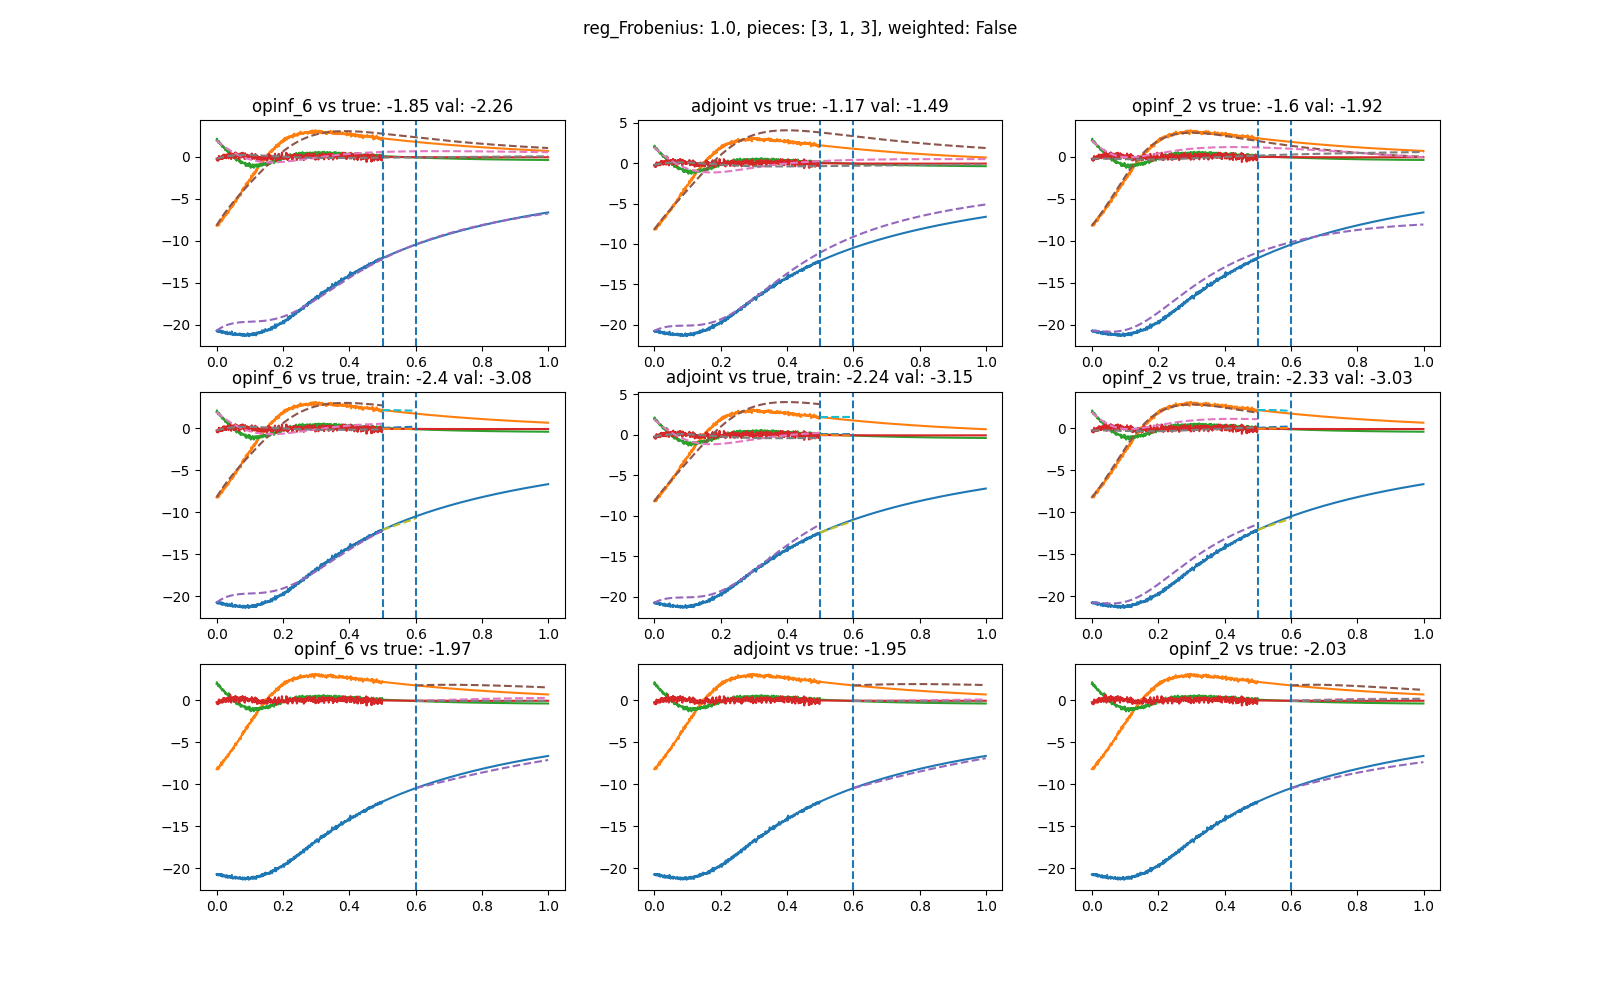 reg_Frobenius: 1.0, pieces: [3, 1, 3], weighted: False
opinf_6 vs true: -1.85 val: -2.26
0
−5
−10
−15
−20
0.0 0.2 0.4 0.6 0.8 1.0
adjoint vs true: -1.17 val: -1.49
5
0
−5
−10
−15
−20
0.0 0.2 0.4 0.6 0.8 1.0
opinf_2 vs true: -1.6 val: -1.92
0
−5
−10
−15
−20
0.0 0.2 0.4 0.6 0.8 1.0
opinf_6 vs true, train: -2.4 val: -3.08
0
−5
−10
−15
−20
0.0 0.2 0.4 0.6 0.8 1.0
adjoint vs true, train: -2.24 val: -3.15
5
0
−5
−10
−15
−20
0.0 0.2 0.4 0.6 0.8 1.0
opinf_2 vs true, train: -2.33 val: -3.03
0
−5
−10
−15
−20
0.0 0.2 0.4 0.6 0.8 1.0
opinf_6 vs true: -1.97
0
−5
−10
−15
−20
0.0 0.2 0.4 0.6 0.8 1.0
adjoint vs true: -1.95
0
−5
−10
−15
−20
0.0 0.2 0.4 0.6 0.8 1.0
opinf_2 vs true: -2.03
0
−5
−10
−15
−20
0.0 0.2 0.4 0.6 0.8 1.0